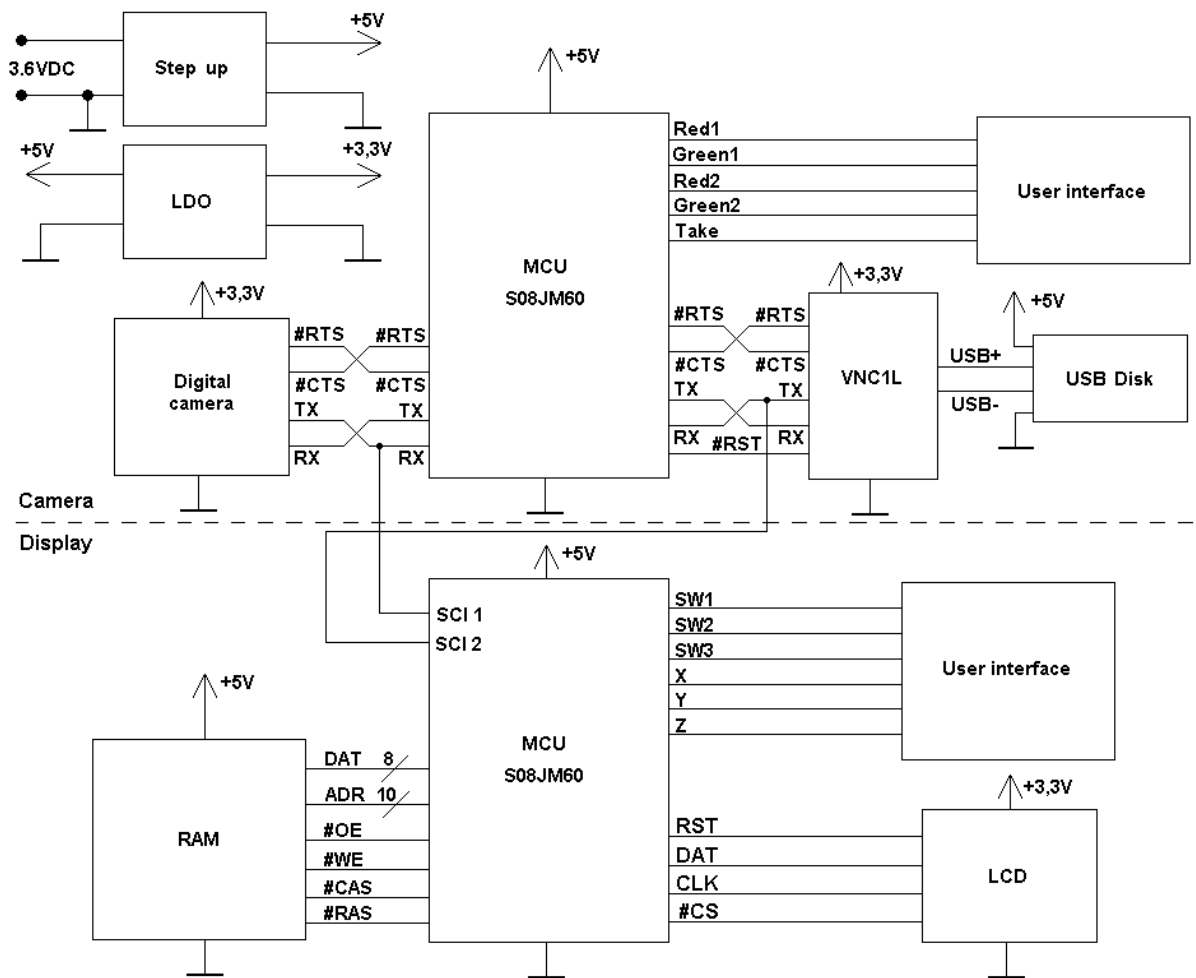 +5V
3.6VDC
Step up
+5V
+5V
+3,3V
LDO
MCU
S08JM60
Red1
Green1
Red2
Green2
Take
User interface
+3,3V
Digital
camera
#RTS
#RTS
#CTS
#CTS
TX
TX
RX
RX
#RTS
#RTS
#CTS
#CTS
TX
TX
RX
RX
#RST
+3,3V
VNC1L
USB+
USB-
+5V
USB Disk
Camera
Display
+5V
SCI 1
SCI 2
MCU
S08JM60
SW1
SW2
SW3
X
Y
Z
User interface
+5V
RAM
DAT 8
ADR 10
#OE
#WE
#CAS
#RAS
RST
DAT
CLK
#CS
+3,3V
LCD